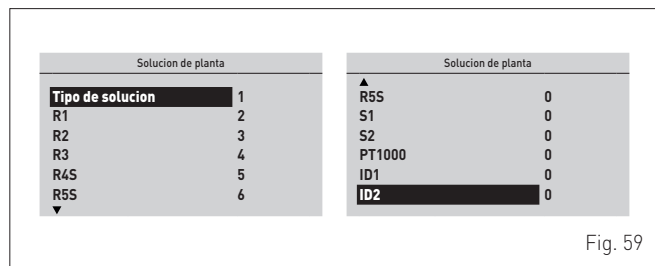 Solucion de planta
Tipo de solucion 1
R1 2
R2 3
R3 4
R4S 5
R5S 6
▼
Solucion de planta
▲
R5S 0
S1 0
S2 0
PT1000 0
ID1 0
ID2 0
Fig. 59